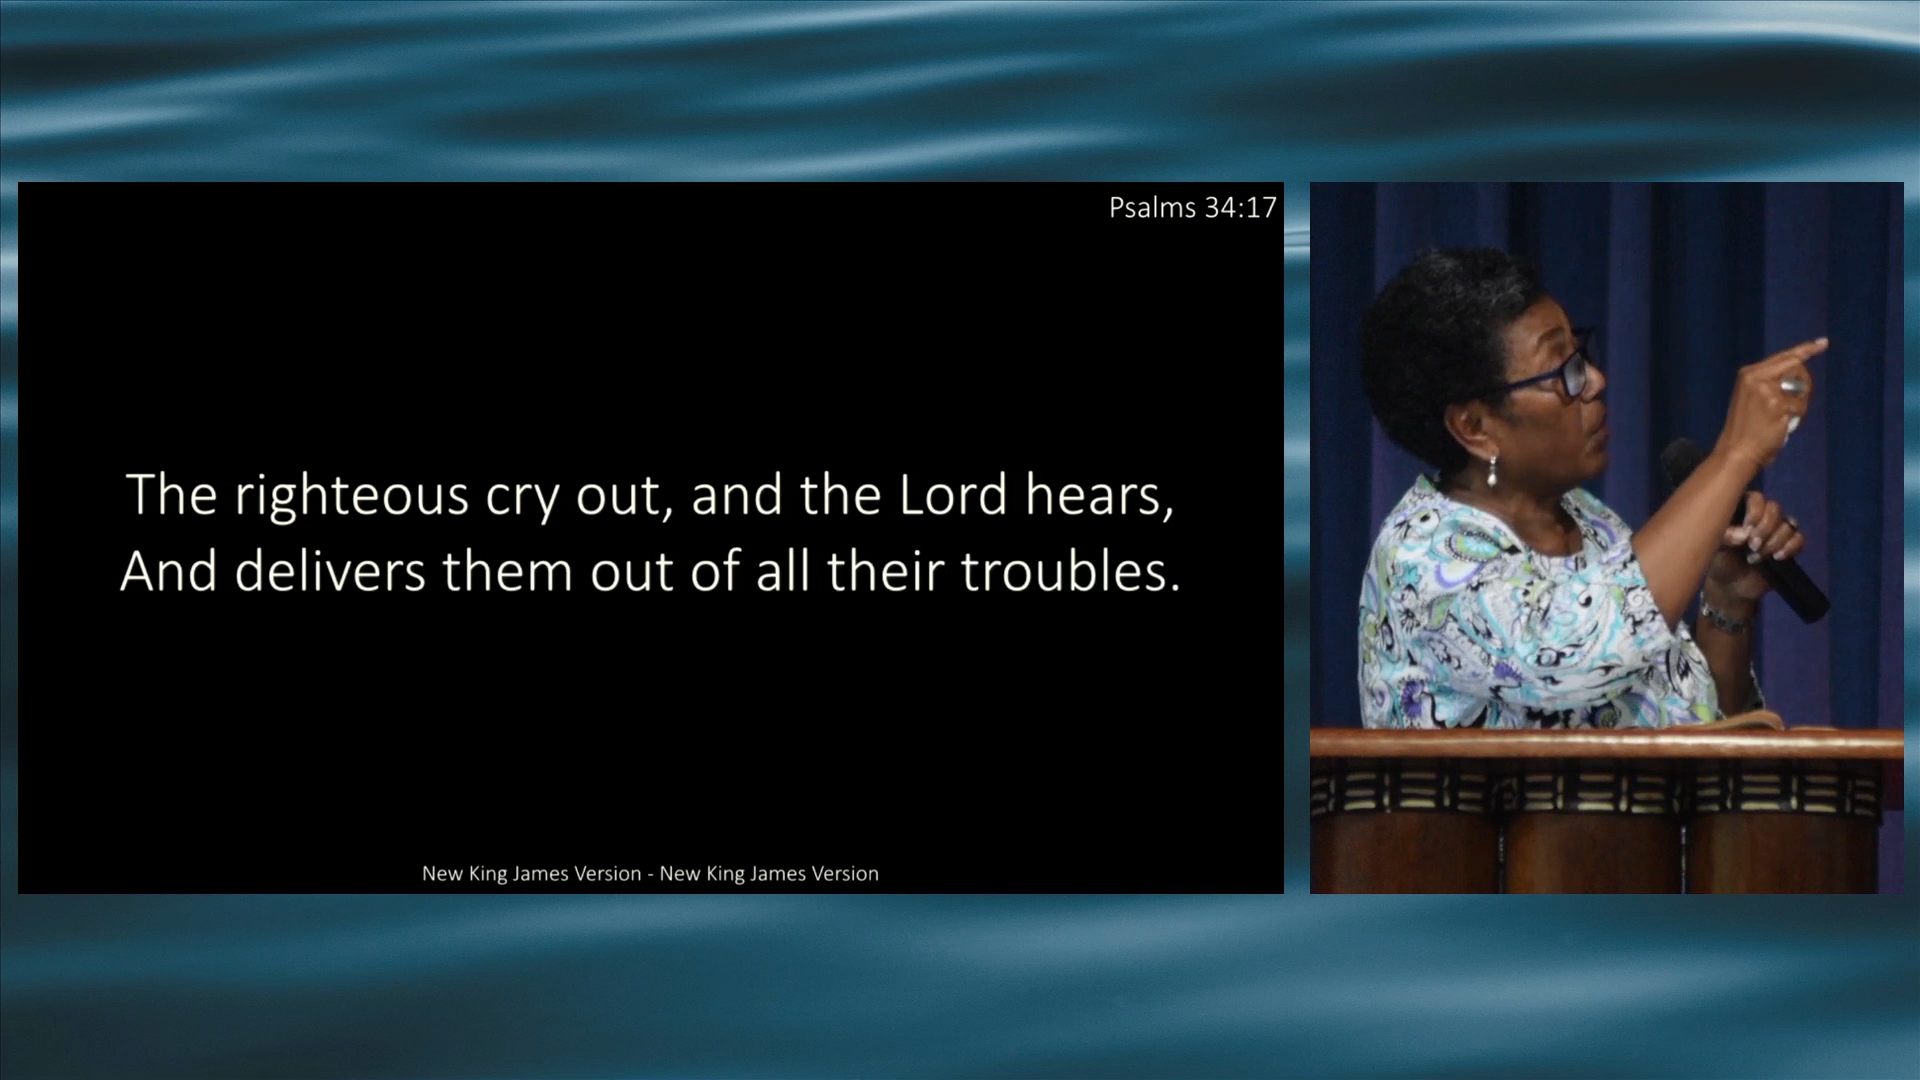 Psalms 34:17
The righteous cry out, and the Lord hears,
And delivers them out of all their troubles.
New King James Version - New King James Version